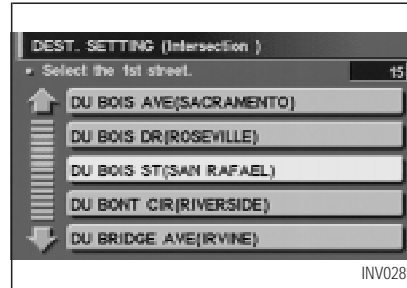 DEST. SETTING (Intersection )
Select the 1st street.
15
DU BOIS AVE(SACRAMENTO)
DU BOIS DR(ROSEVILLE)
DU BOIS ST(SAN RAFAEL)
DU BONT CIR(RIVERSIDE)
DU BRIDGE AVE(IRVINE)
INV028